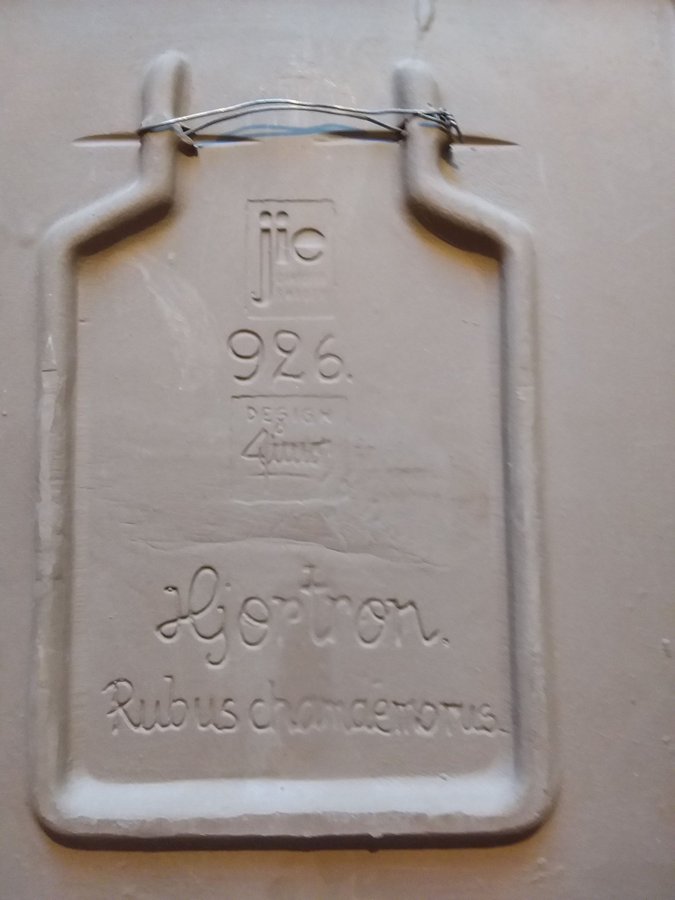 jie
926.
DESIGN
Hjortron.
Rubus chamaemorus.